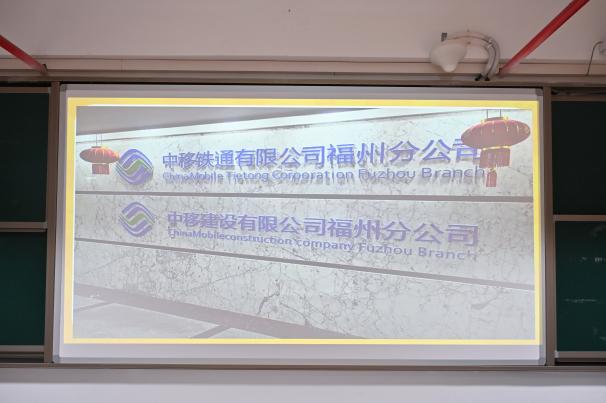 中移铁通有限公司福州分公司
ChinaMobile Tietong Corporation Fuzhou Branch
中移建设有限公司福州分公司
ChinaMobileconstruction company Fuzhou Branch